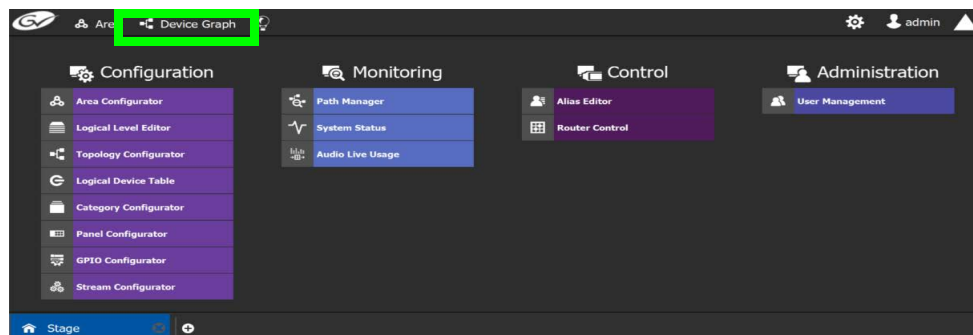 GV Are Device Graph admin
Configuration Monitoring Control Administration
Area Configurator Path Manager Alias Editor User Management
Logical Level Editor System Status Router Control
Topology Configurator Audio Live Usage
Logical Device Table
Category Configurator
Panel Configurator
GPIO Configurator
Stream Configurator
Stage